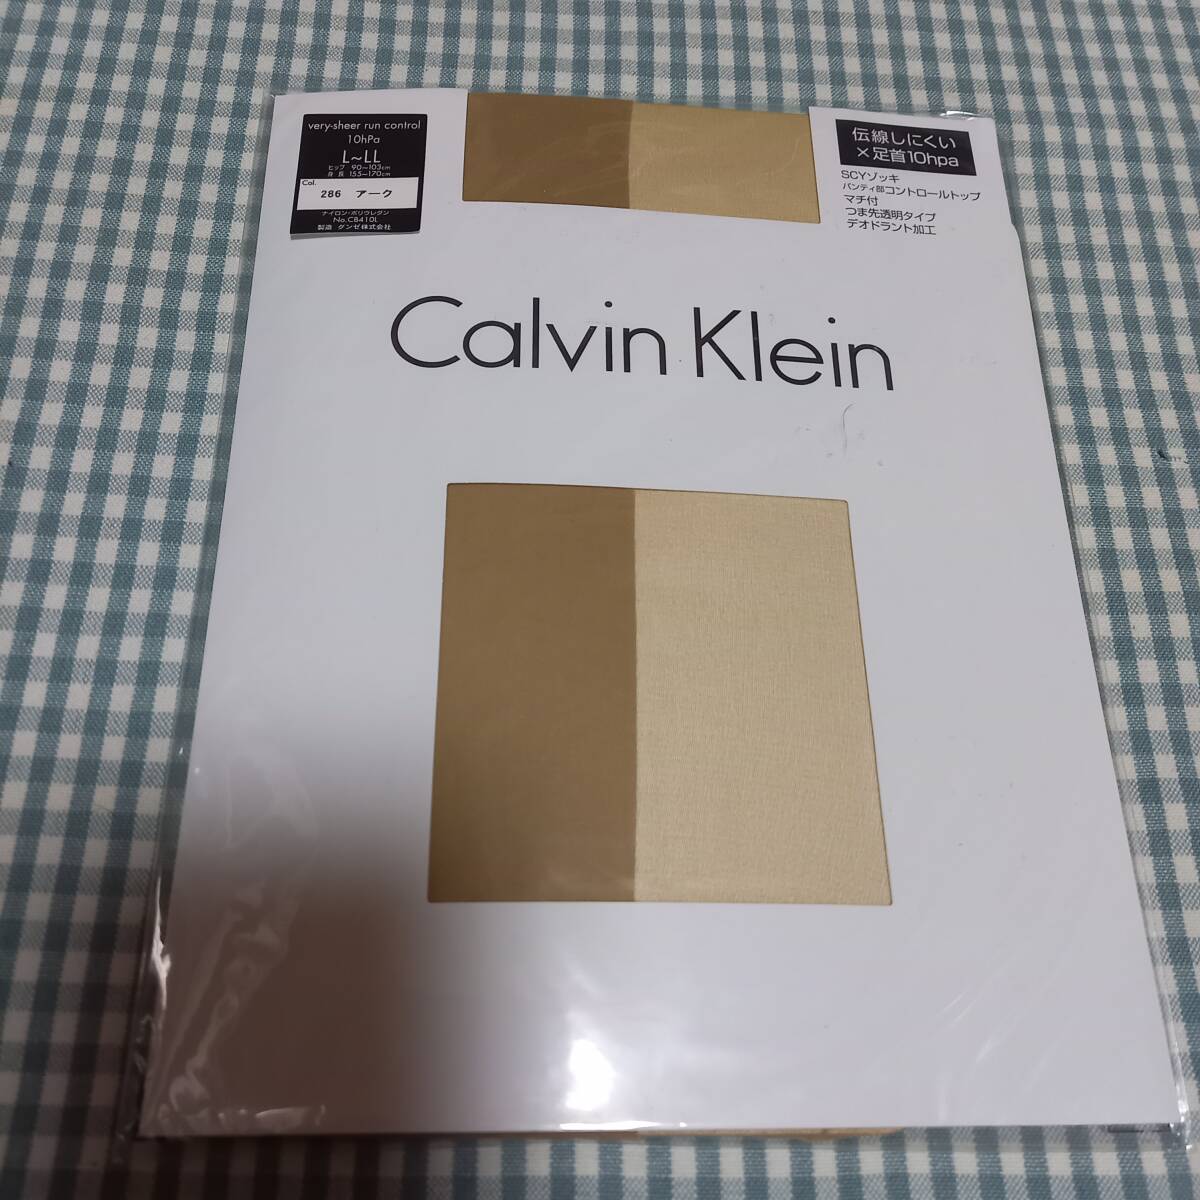 very-sheer run control
10hPa
L~LL
ヒップ 90~103cm
身長 155~170cm
Col.
286 アーク
ナイロン・ポリウレタン
No.CB410L
製造 グンゼ株式会社
伝線しにくい
×足首10hpa
SCYゾッキ
パンティ部コントロールトップ
マチ付
つま先透明タイプ
デオドラント加工
Calvin Klein